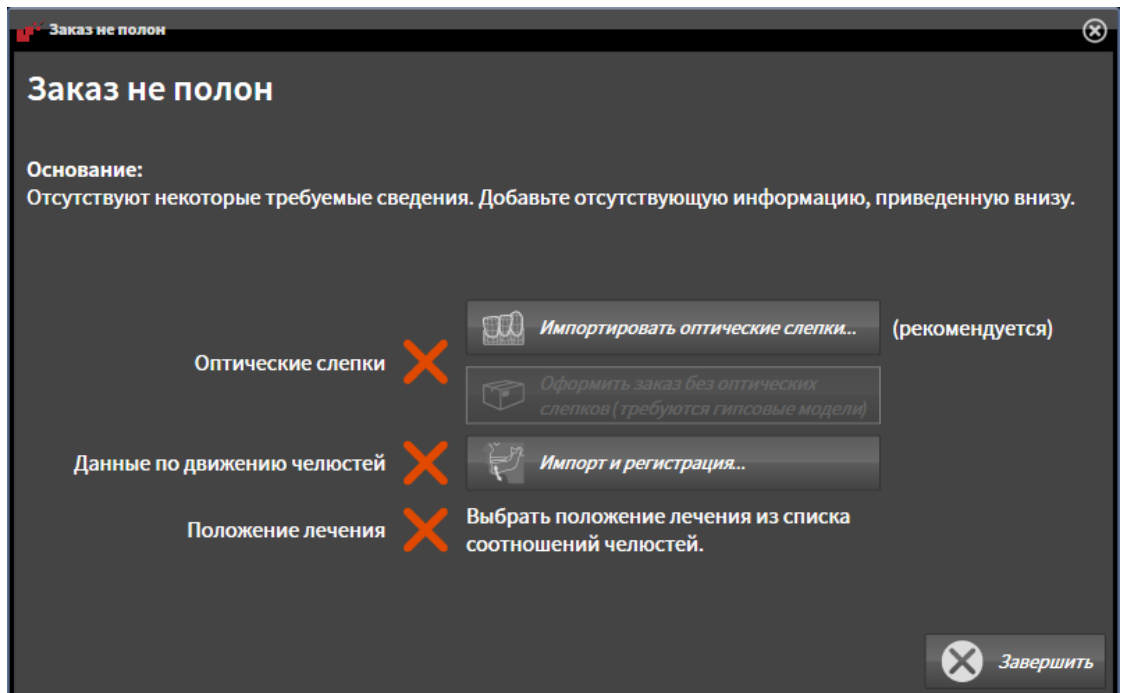 Заказ не полон
Заказ не полон
Основание:
Отсутствуют некоторые требуемые сведения. Добавьте отсутствующую информацию, приведенную внизу.
Оптические слепки
Импортировать оптические слепки...
(рекомендуется)
Оформить заказ без оптических
слепков (требуются гипсовые модели)
Данные по движению челюстей
Импорт и регистрация...
Положение лечения
Выбрать положение лечения из списка
соотношений челюстей.
Завершить